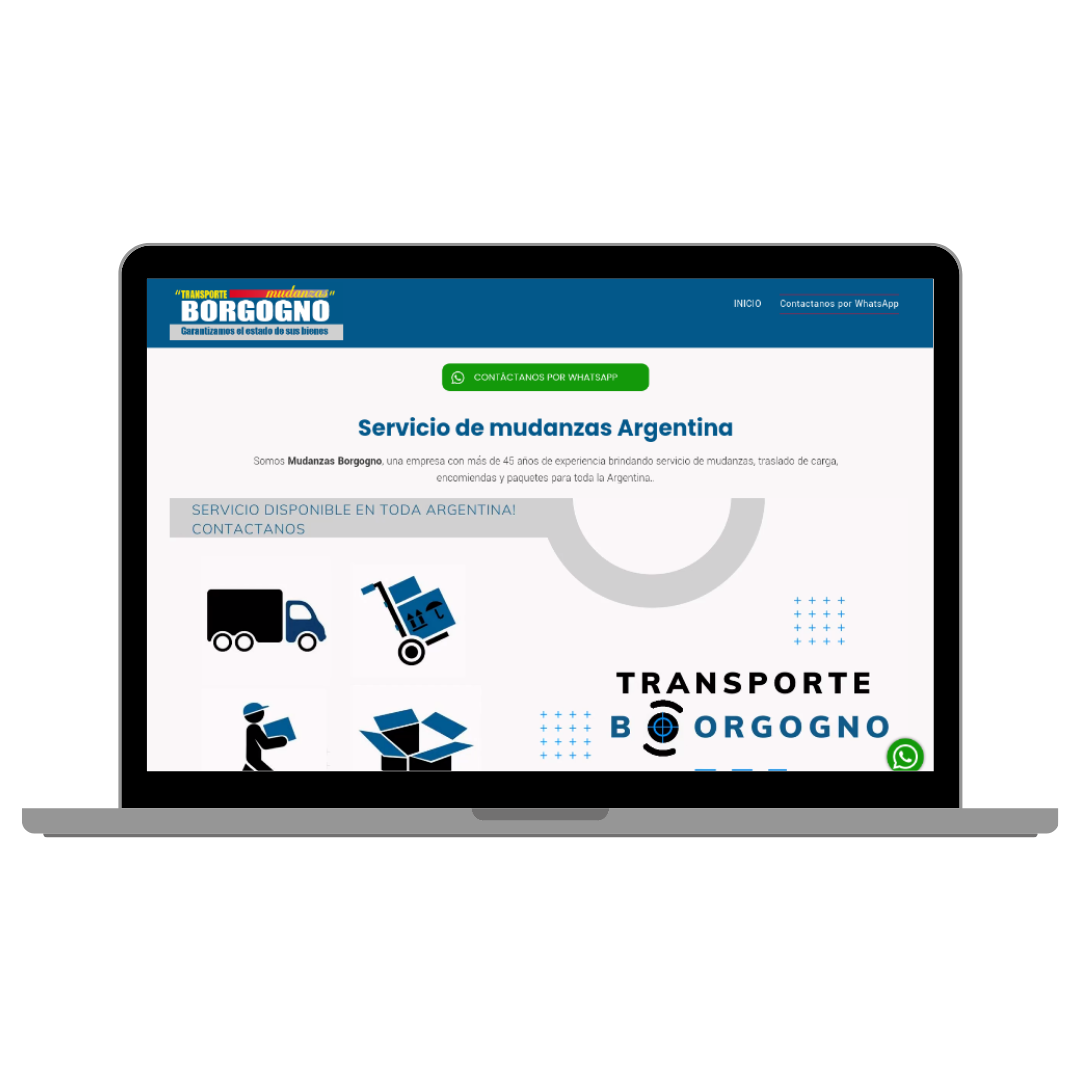 "TRANSPORTE mudanzas"
BORGOGNO
Garantizamos el estado de sus bienes
INICIO
Contactanos por WhatsApp
CONTÁCTANOS POR WHATSAPP
Servicio de mudanzas Argentina
Somos Mudanzas Borgogno, una empresa con más de 45 años de experiencia brindando servicio de mudanzas, traslado de carga,
encomiendas y paquetes para toda la Argentina..
SERVICIO DISPONIBLE EN TODA ARGENTINA!
CONTACTANOS
TRANSPORTE
B ORGOGNO